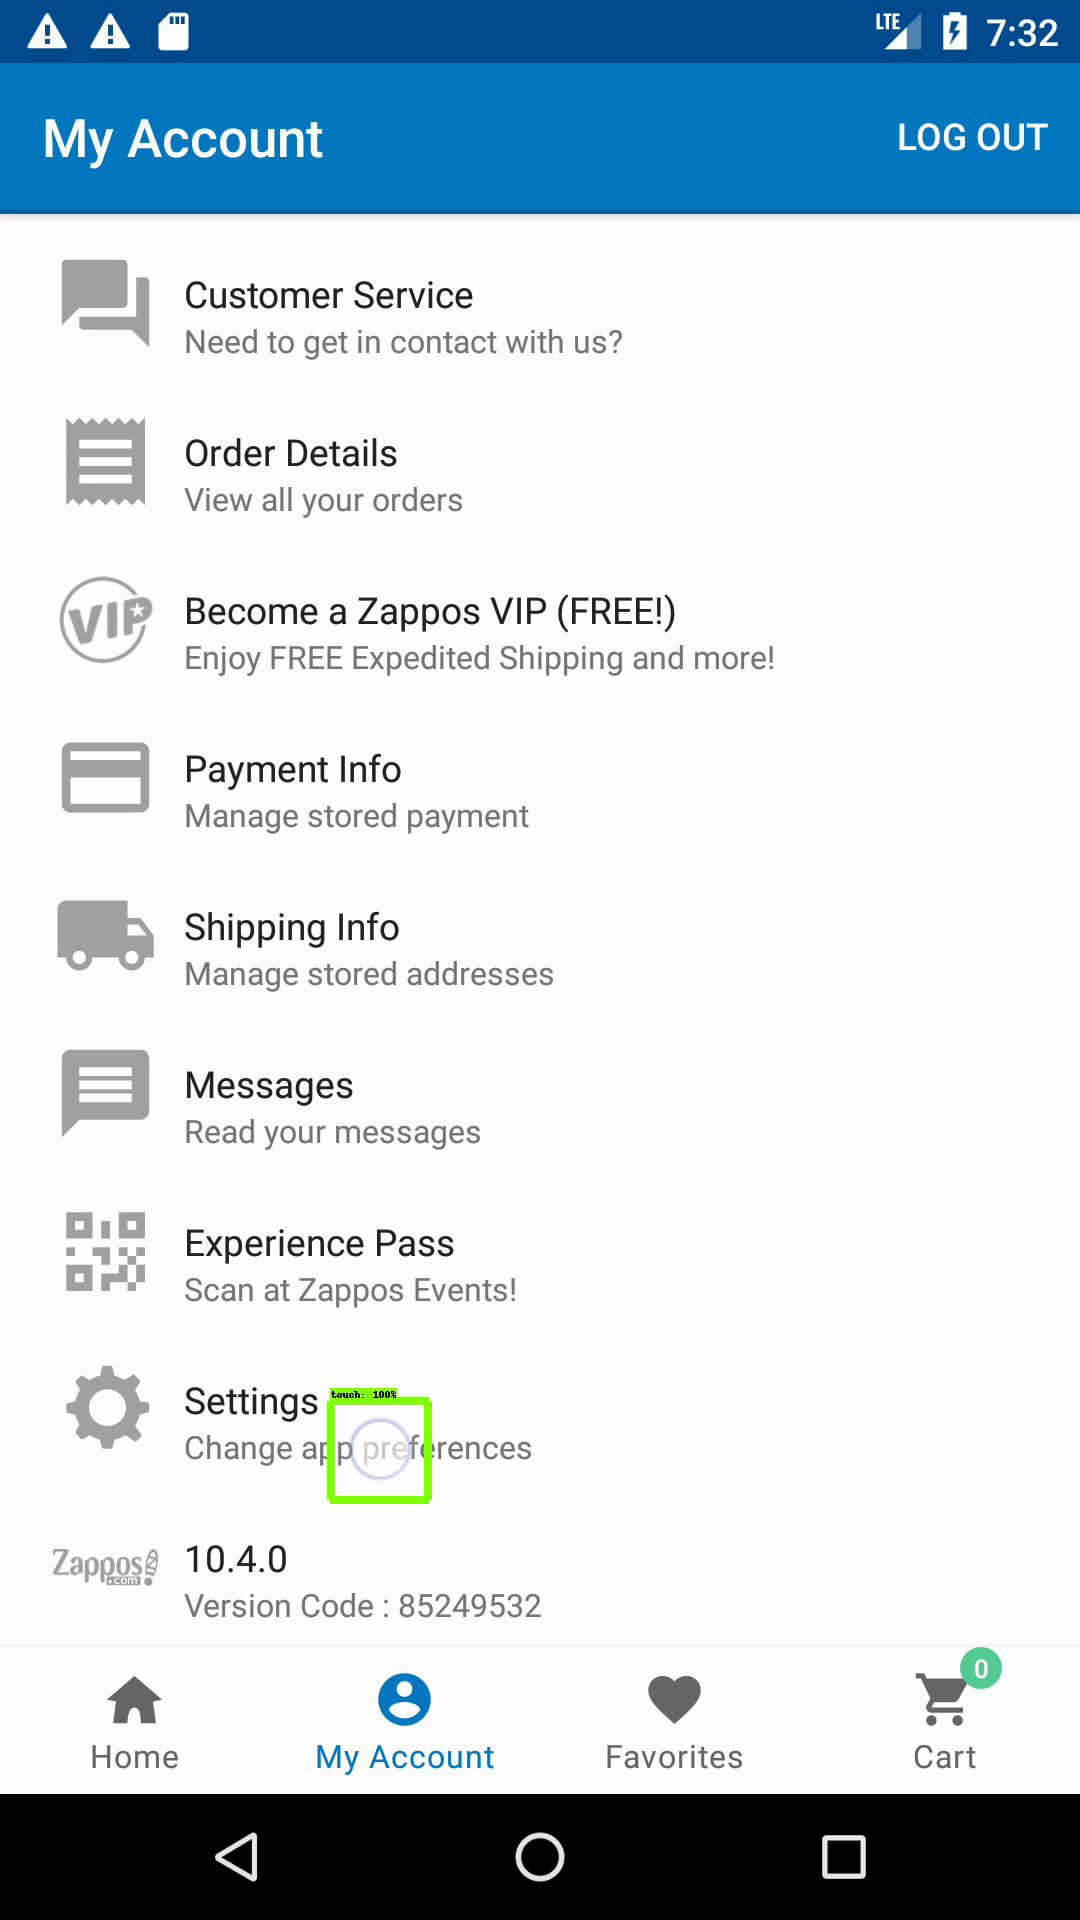 LTE 7:32
My Account LOG OUT
Customer Service
Need to get in contact with us?
Order Details
View all your orders
VIP
Become a Zappos VIP (FREE!)
Enjoy FREE Expedited Shipping and more!
Payment Info
Manage stored payment
Shipping Info
Manage stored addresses
Messages
Read your messages
Experience Pass
Scan at Zappos Events!
Settings
touch: 100%
Change app preferences
Zappos
.com
10.4.0
Version Code : 85249532
0
Home My Account Favorites Cart